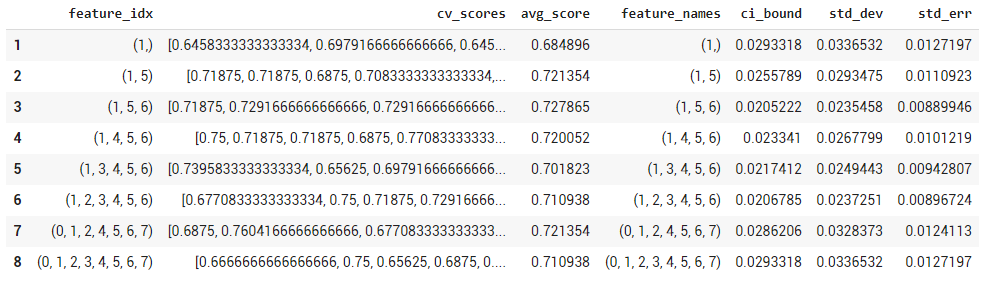 feature_idx cv_scores avg_score feature_names ci_bound std_dev std_err
1 (1,) [0.6458333333333334, 0.6979166666666666, 0.645... 0.684896 (1,) 0.0293318 0.0336532 0.0127197
2 (1, 5) [0.71875, 0.71875, 0.6875, 0.7083333333333334,... 0.721354 (1, 5) 0.0255789 0.0293475 0.0110923
3 (1, 5, 6) [0.71875, 0.7291666666666666, 0.72916666666666... 0.727865 (1, 5, 6) 0.0205222 0.0235458 0.00889946
4 (1, 4, 5, 6) [0.75, 0.71875, 0.71875, 0.6875, 0.77083333333... 0.720052 (1, 4, 5, 6) 0.023341 0.0267799 0.0101219
5 (1, 3, 4, 5, 6) [0.7395833333333334, 0.65625, 0.69791666666666... 0.701823 (1, 3, 4, 5, 6) 0.0217412 0.0249443 0.00942807
6 (1, 2, 3, 4, 5, 6) [0.6770833333333334, 0.75, 0.71875, 0.72916666... 0.710938 (1, 2, 3, 4, 5, 6) 0.0206785 0.0237251 0.00896724
7 (0, 1, 2, 4, 5, 6, 7) [0.6875, 0.7604166666666666, 0.677083333333333... 0.721354 (0, 1, 2, 4, 5, 6, 7) 0.0286206 0.0328373 0.0124113
8 (0, 1, 2, 3, 4, 5, 6, 7) [0.6666666666666666, 0.75, 0.65625, 0.6875, 0.... 0.710938 (0, 1, 2, 3, 4, 5, 6, 7) 0.0293318 0.0336532 0.0127197